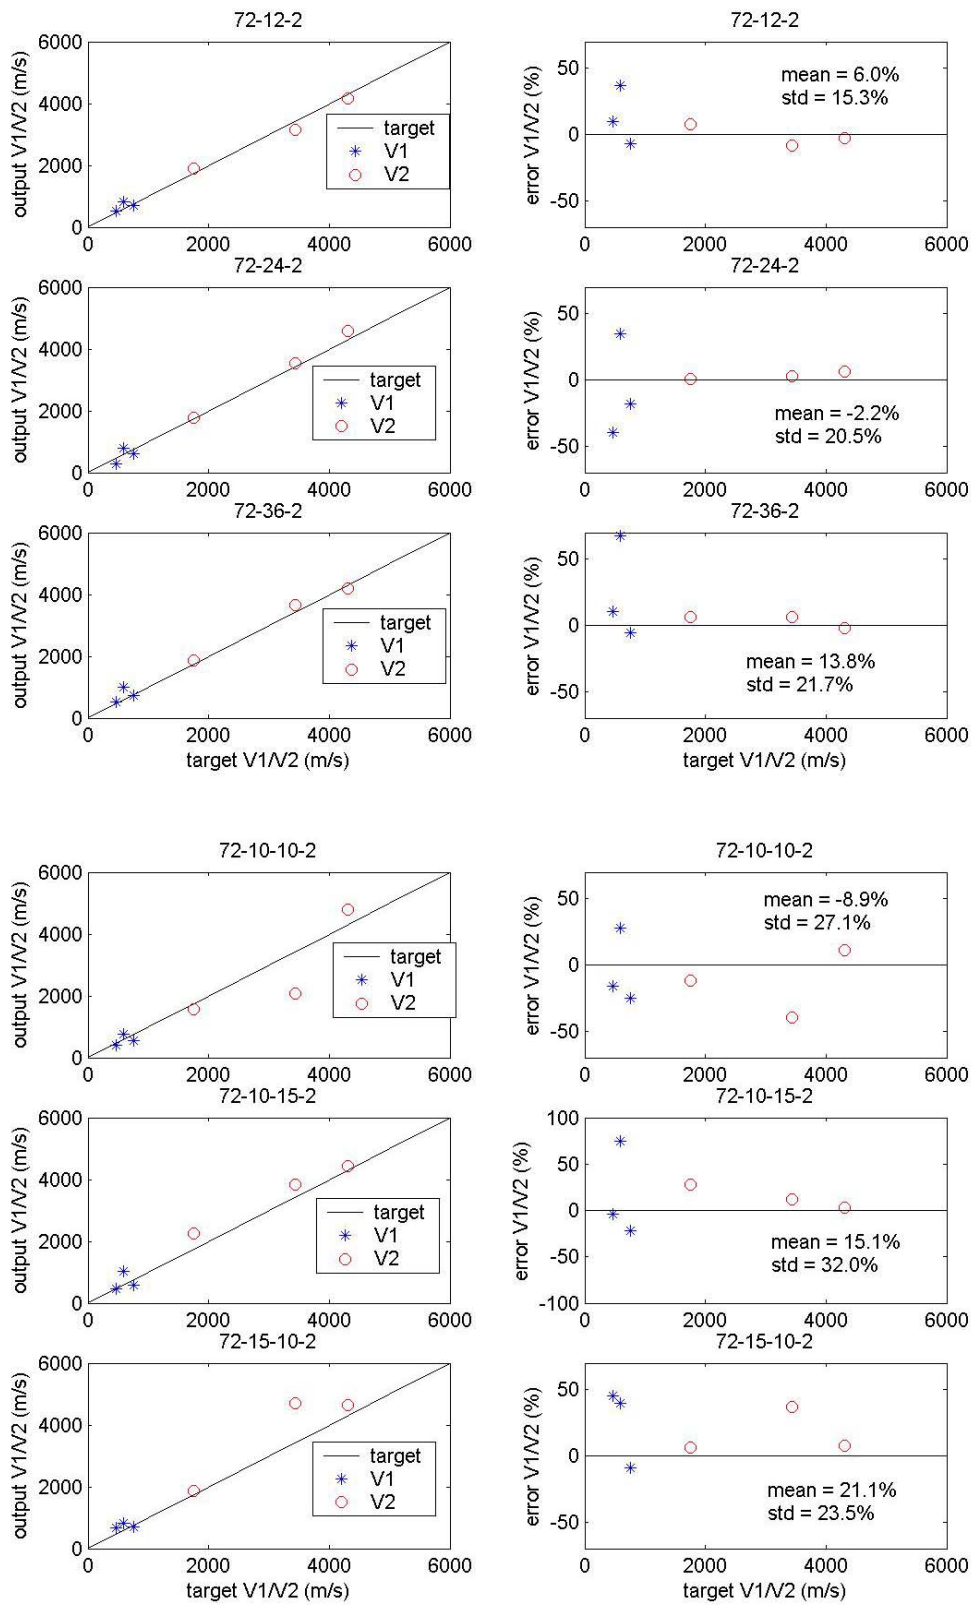 72-12-2
72-12-2
6000
4000
2000
0
output V1/V2 (m/s)
target
V1
V2
0 2000 4000 6000
50
0
-50
error V1/V2 (%)
mean = 6.0%
std = 15.3%
0 2000 4000 6000
72-24-2
72-24-2
6000
4000
2000
0
output V1/V2 (m/s)
target
V1
V2
0 2000 4000 6000
50
0
-50
error V1/V2 (%)
mean = -2.2%
std = 20.5%
0 2000 4000 6000
72-36-2
72-36-2
6000
4000
2000
0
output V1/V2 (m/s)
target
V1
V2
0 2000 4000 6000
target V1/V2 (m/s)
50
0
-50
error V1/V2 (%)
mean = 13.8%
std = 21.7%
0 2000 4000 6000
target V1/V2 (m/s)
72-10-10-2
72-10-10-2
6000
4000
2000
0
output V1/V2 (m/s)
target
V1
V2
0 2000 4000 6000
50
0
-50
error V1/V2 (%)
mean = -8.9%
std = 27.1%
0 2000 4000 6000
72-10-15-2
72-10-15-2
6000
4000
2000
0
output V1/V2 (m/s)
target
V1
V2
0 2000 4000 6000
100
50
0
-50
-100
error V1/V2 (%)
mean = 15.1%
std = 32.0%
0 2000 4000 6000
72-15-10-2
72-15-10-2
6000
4000
2000
0
output V1/V2 (m/s)
target
V1
V2
0 2000 4000 6000
target V1/V2 (m/s)
50
0
-50
error V1/V2 (%)
mean = 21.1%
std = 23.5%
0 2000 4000 6000
target V1/V2 (m/s)